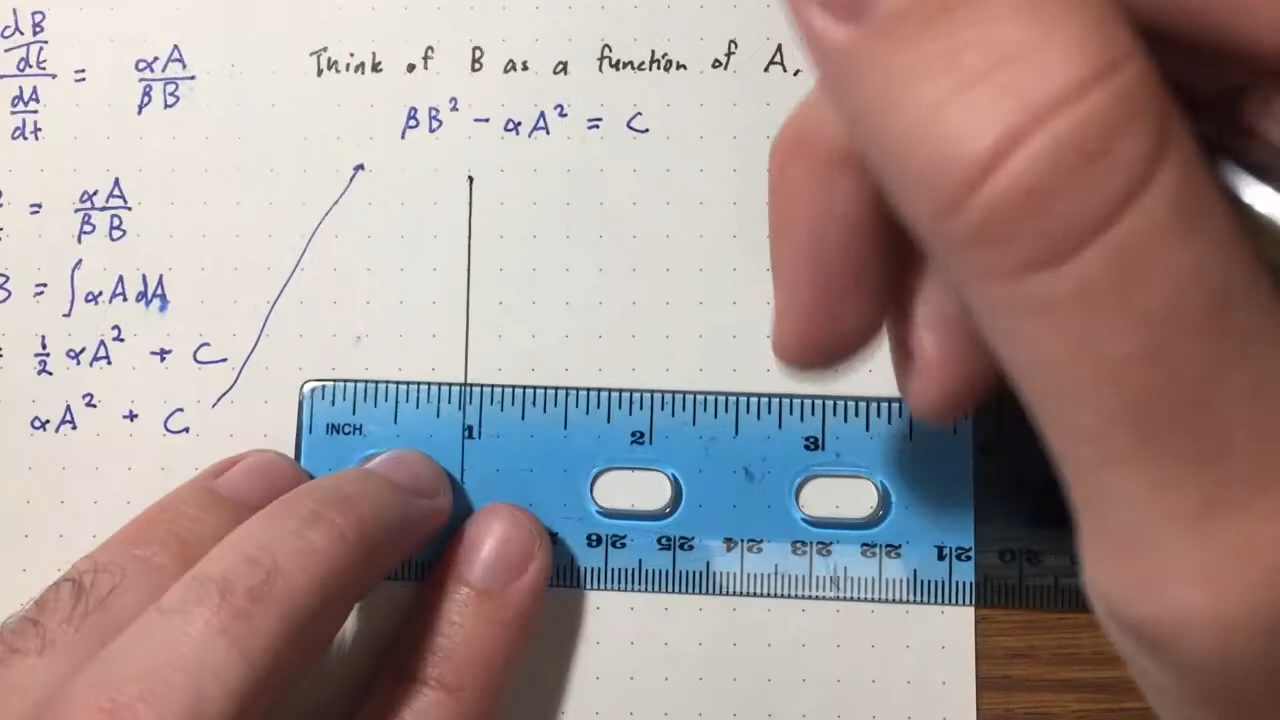 dB
dt
dA
dt
= αA
βB
Think of B as a function of A.
βB² - αA² = C
= αA
βB
B = ∫αA dA
= ½ αA² + C
αA² + C
INCH 1 2 3
26 25 24 23 22 21 20